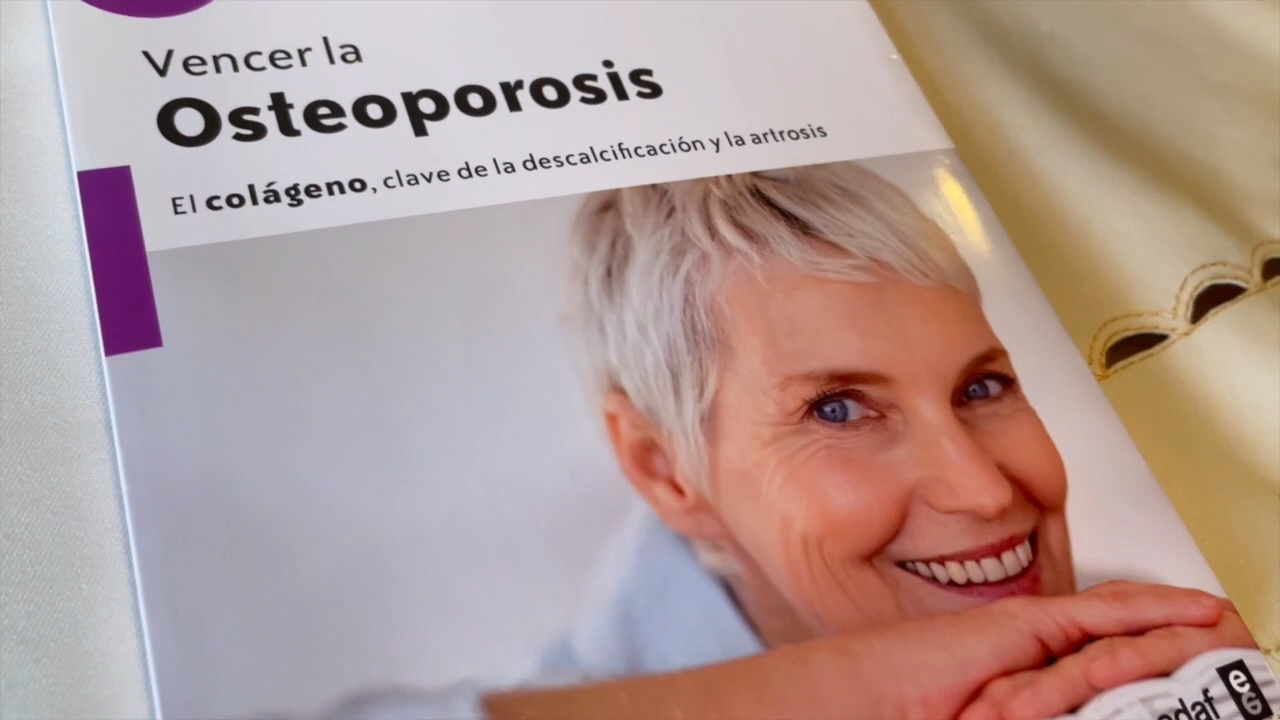 Vencer la
Osteoporosis
El colágeno, clave de la descalcificación y la artrosis